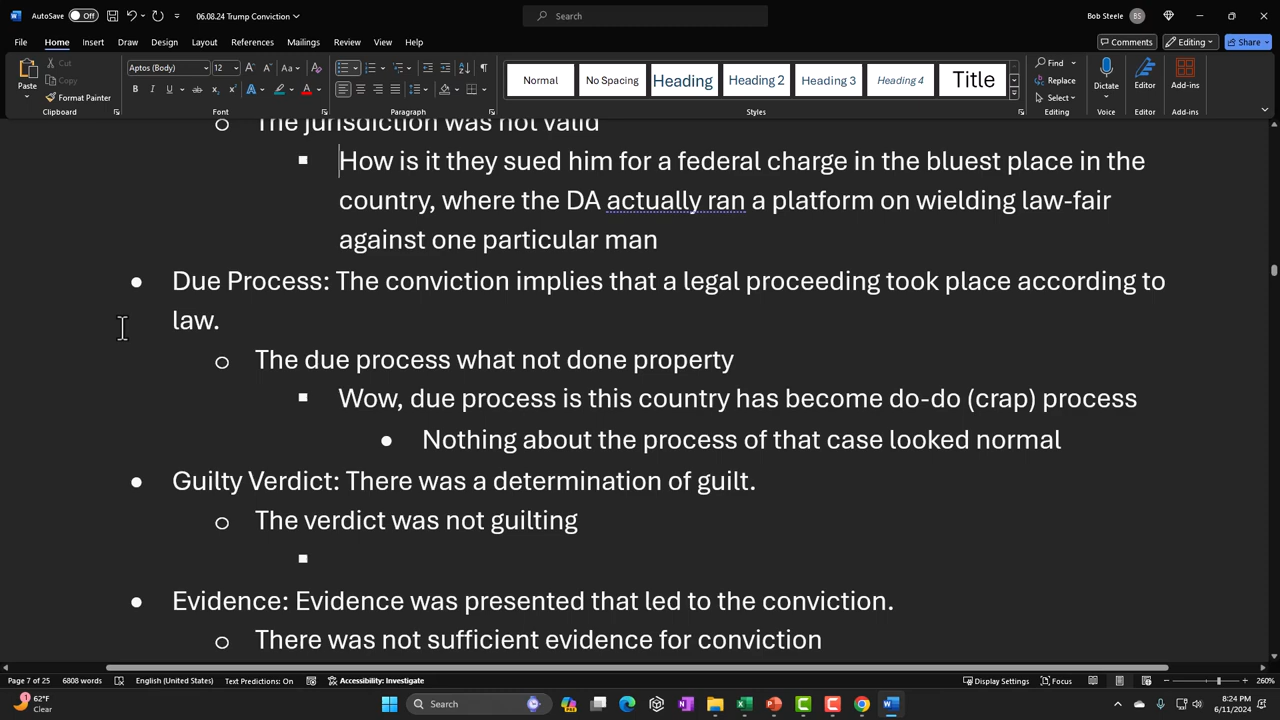 AutoSave Off 06.08.24 Trump Conviction Search Bob Steele BS
File Home Insert Draw Design Layout References Mailings Review View Help Comments Editing Share
Paste Cut Copy Format Painter Aptos (Body) 12 Normal No Spacing Heading Heading 2 Heading 3 Heading 4 Title Find Replace Select Dictate Editor Add-ins
Clipboard Font Paragraph Styles Editing Voice Editor Add-ins
The jurisdiction was not valid
How is it they sued him for a federal charge in the bluest place in the
country, where the DA actually ran a platform on wielding law-fair
against one particular man
Due Process: The conviction implies that a legal proceeding took place according to
law.
The due process what not done property
Wow, due process is this country has become do-do (crap) process
Nothing about the process of that case looked normal
Guilty Verdict: There was a determination of guilt.
The verdict was not guilting
Evidence: Evidence was presented that led to the conviction.
There was not sufficient evidence for conviction
Page 7 of 25 6808 words English (United States) Text Predictions: On Accessibility: Investigate Display Settings Focus 260%
62°F
Clear
Search
8:24 PM
6/11/2024